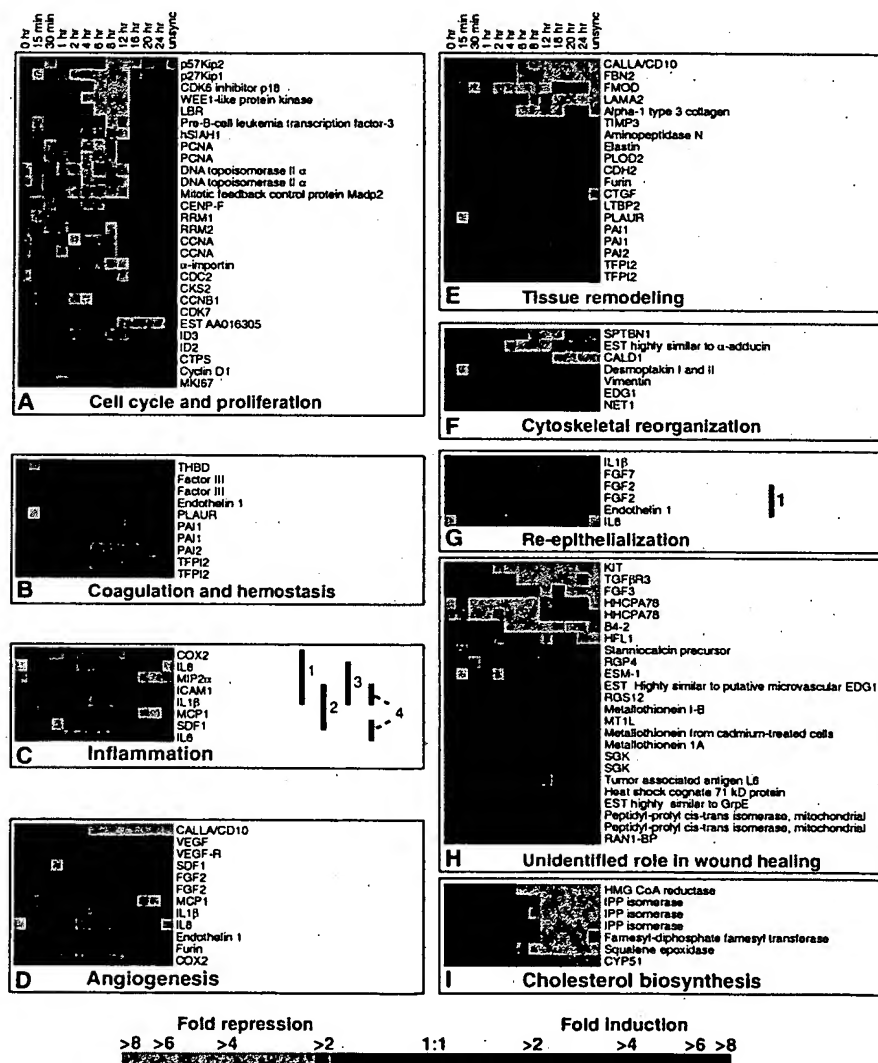 0 hr
15 min
30 min
1 hr
2 hr
4 hr
6 hr
8 hr
12 hr
16 hr
20 hr
24 hr
unsync
p57Kip2
p27Kip1
CDK6 inhibitor p18
WEE1-like protein kinase
LBR
Pre-B-cell leukemia transcription factor-3
hSIAH1
PCNA
PCNA
DNA topoisomerase II α
DNA topoisomerase II α
Mitotic feedback control protein Madp2
CENP-F
RRM1
RRM2
CCNA
CCNA
α-importin
CDC2
CKS2
CCNB1
CDK7
EST AA016305
ID3
ID2
CTPS
Cyclin D1
MKI67
A Cell cycle and proliferation
THBD
Factor III
Factor III
Endothelin 1
PLAUR
PAI1
PAI1
PAI2
TFPI2
TFPI2
B Coagulation and hemostasis
COX2
IL8
MIP2α
ICAM1
IL1β
MCP1
SDF1
IL6
1
2
3
4
C Inflammation
CALLA/CD10
VEGF
VEGF-R
SDF1
FGF2
FGF2
MCP1
IL1β
IL8
Endothelin 1
Furin
COX2
D Angiogenesis
0 hr
15 min
30 min
1 hr
2 hr
4 hr
6 hr
8 hr
12 hr
16 hr
20 hr
24 hr
unsync
CALLA/CD10
FBN2
FMOD
LAMA2
Alpha-1 type 3 collagen
TIMP3
Aminopeptidase N
Elastin
PLOD2
CDH2
Furin
CTGF
LTBP2
PLAUR
PAI1
PAI1
PAI2
TFPI2
TFPI2
E Tissue remodeling
SPTBN1
EST highly similar to α-adducin
CALD1
Desmoplakin I and II
Vimentin
EDG1
NET1
F Cytoskeletal reorganization
IL1β
FGF7
FGF2
FGF2
Endothelin 1
IL8
1
G Re-epithelialization
KIT
TGFβR3
FGF3
HHCPA78
HHCPA78
B4-2
HFL1
Stanniocalcin precursor
RGP4
ESM-1
EST Highly similar to putative microvascular EDG1
RGS12
Metallothionein I-B
MT1L
Metallothionein from cadmium-treated cells
Metallothionein 1A
SGK
SGK
Tumor associated antigen L6
Heat shock cognate 71 kD protein
EST highly similar to GrpE
Peptidyl-prolyl cis-trans isomerase, mitochondrial
Peptidyl-prolyl cis-trans isomerase, mitochondrial
RAN1-BP
H Unidentified role in wound healing
HMG CoA reductase
IPP isomerase
IPP isomerase
IPP isomerase
Farnesyl-diphosphate farnesyl transferase
Squalene epoxidase
CYP51
I Cholesterol biosynthesis
Fold repression Fold induction
>8 >6 >4 >2 1:1 >2 >4 >6 >8